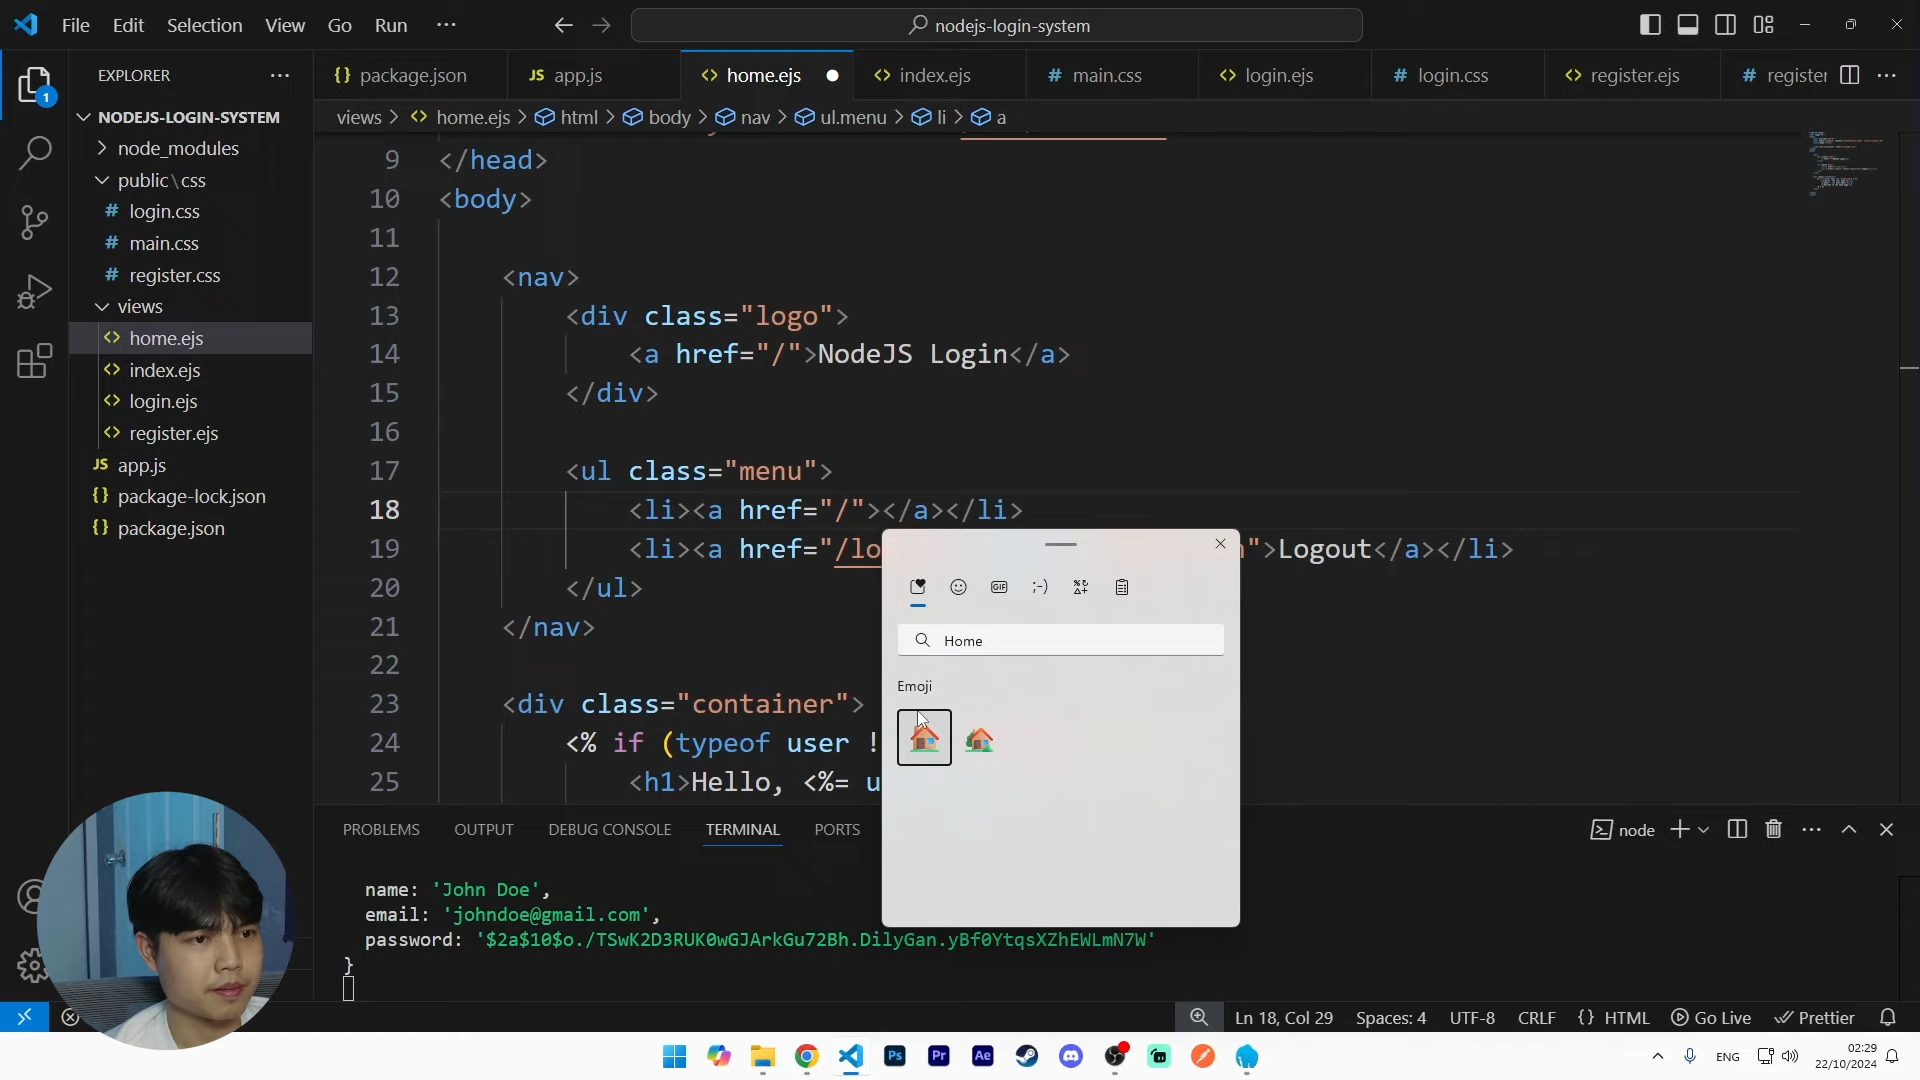 File Edit Selection View Go Run ···
nodejs-login-system
EXPLORER ···
package.json
app.js
home.ejs
index.ejs
main.css
login.ejs
login.css
register.ejs
register
NODEJS-LOGIN-SYSTEM
views > home.ejs > html > body > nav > ul.menu > li > a
node_modules
public\css
login.css
main.css
register.css
views
home.ejs
index.ejs
login.ejs
register.ejs
app.js
package-lock.json
package.json
9 </head>
10 <body>
11
12 <nav>
13 <div class="logo">
14 <a href="/">NodeJS Login</a>
15 </div>
16
17 <ul class="menu">
18 <li><a href="/"></a></li>
19 <li><a href="/lo n">Logout</a></li>
20 </ul>
21 </nav>
22
23 <div class="container">
24 <% if (typeof user !
25 <h1>Hello, <%= u
GIF ;-)
Home
Emoji
PROBLEMS OUTPUT DEBUG CONSOLE TERMINAL PORTS
node
name: 'John Doe',
email: 'johndoe@gmail.com',
password: '$2a$10$o./TSwK2D3RUK0wGJArkGu72Bh.DilyGan.yBf0YtqsXZhEWLmN7W'
}
Ln 18, Col 29 Spaces: 4 UTF-8 CRLF {} HTML Go Live Prettier
Ps Pr Ae
ENG
02:29
22/10/2024
1